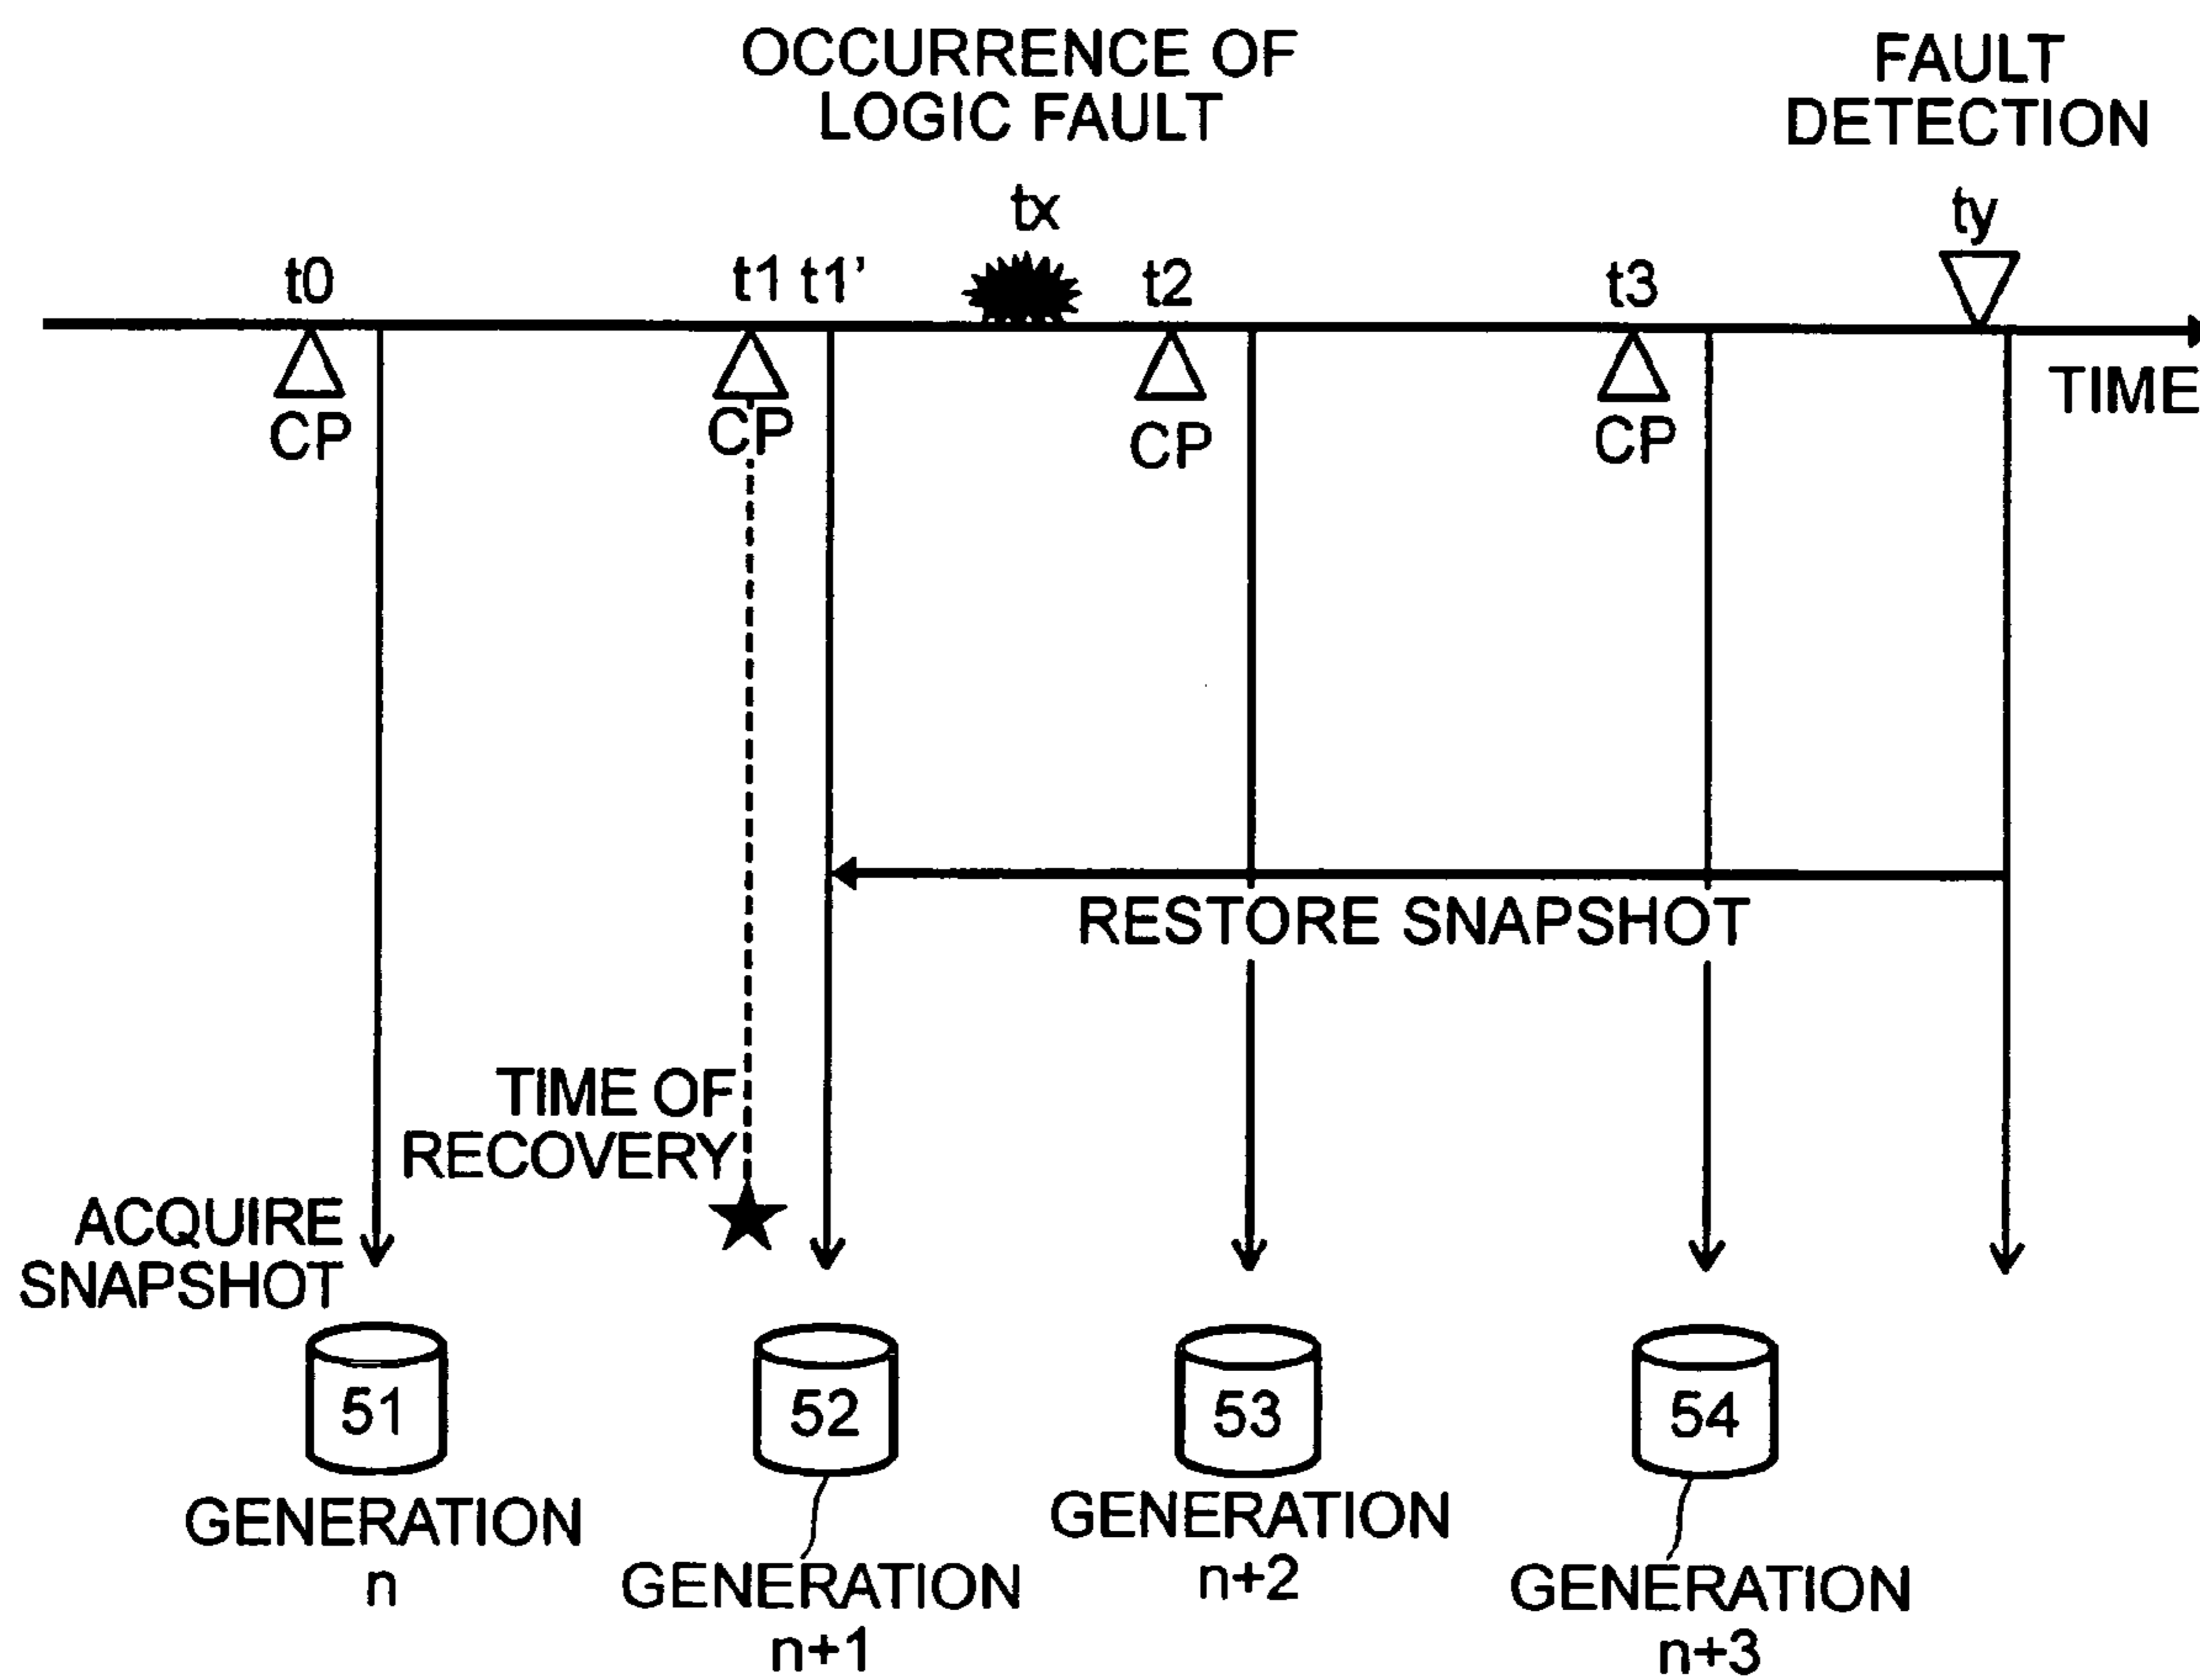 OCCURRENCE OF
LOGIC FAULT
FAULT
DETECTION
tx
ty
t0
t1
t1’
t2
t3
TIME
CP
CP
CP
CP
RESTORE SNAPSHOT
TIME OF
RECOVERY
ACQUIRE
SNAPSHOT
51
52
53
54
GENERATION
n
GENERATION
n+1
GENERATION
n+2
GENERATION
n+3